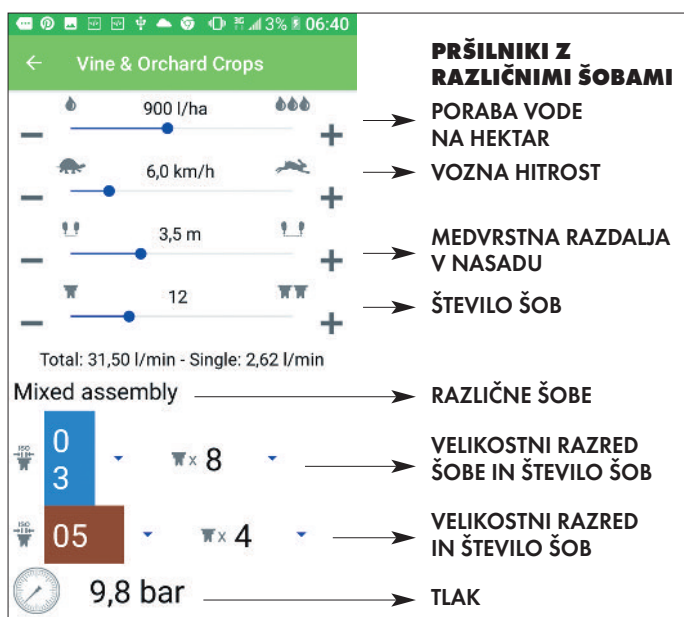 3G 3% 06:40
Vine & Orchard Crops
PRŠILNIKI Z
RAZLIČNIMI ŠOBAMI
900 l/ha
PORABA VODE
NA HEKTAR
6,0 km/h
VOZNA HITROST
3,5 m
MEDVRSTNA RAZDALJA
V NASADU
12
ŠTEVILO ŠOB
Total: 31,50 l/min - Single: 2,62 l/min
Mixed assembly
RAZLIČNE ŠOBE
ISO
0
3
x 8
VELIKOSTNI RAZRED
ŠOBE IN ŠTEVILO ŠOB
ISO
05
x 4
VELIKOSTNI RAZRED
IN ŠTEVILO ŠOB
9,8 bar
TLAK